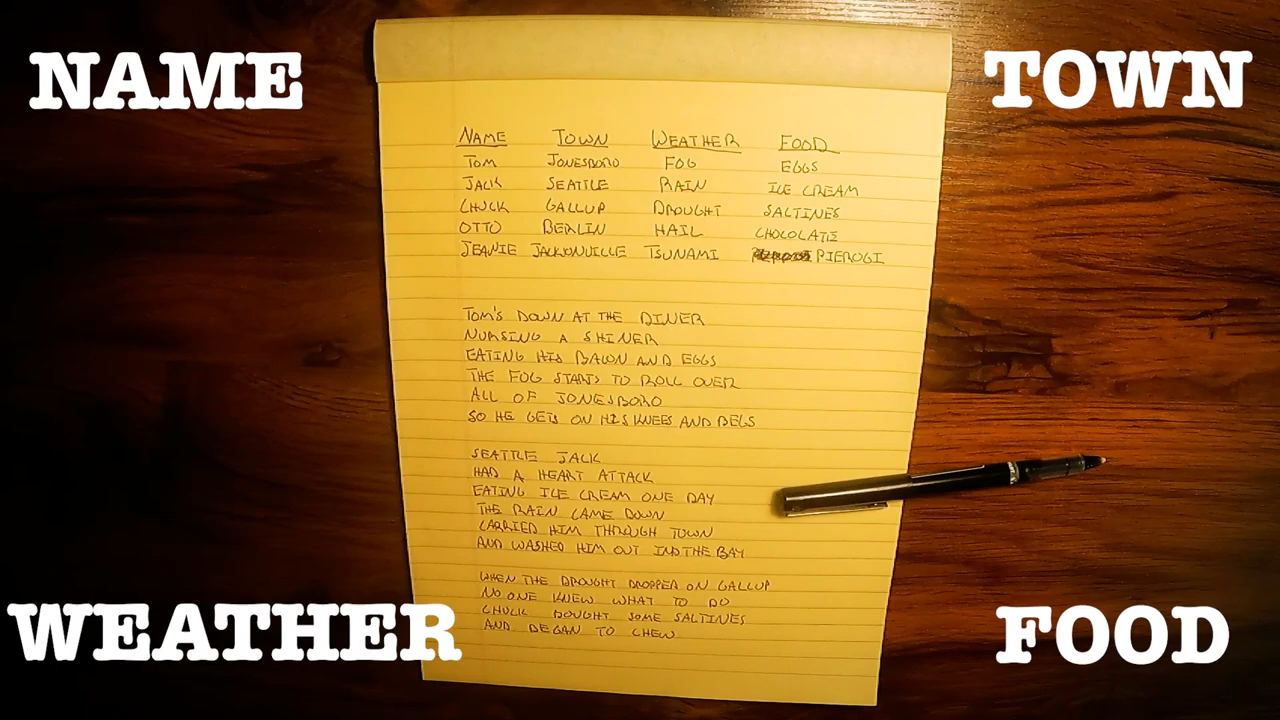 NAME
TOWN
NAME TOWN WEATHER FOOD
TOM JONESBORO FOG EGGS
JACK SEATTLE RAIN ICE CREAM
CHUCK GALLUP DROUGHT SALTINES
OTTO BERLIN HAIL CHOCOLATE
JEANIE JACKSONVILLE TSUNAMI PIEROGI
TOM'S DOWN AT THE DINER
NURSING A SHINER
EATING HIS BACON AND EGGS
THE FOG STARTS TO ROLL OVER
ALL OF JONESBORO
SO HE GETS ON HIS KNEES AND BEGS
SEATTLE JACK
HAD A HEART ATTACK
EATING ICE CREAM ONE DAY
THE RAIN CAME DOWN
CARRIED HIM THROUGH TOWN
AND WASHED HIM OUT INTO THE BAY
WHEN THE DROUGHT DROPPED ON GALLUP
NO ONE KNEW WHAT TO DO
CHUCK BOUGHT SOME SALTINES
AND BEGAN TO CHEW
WEATHER
FOOD